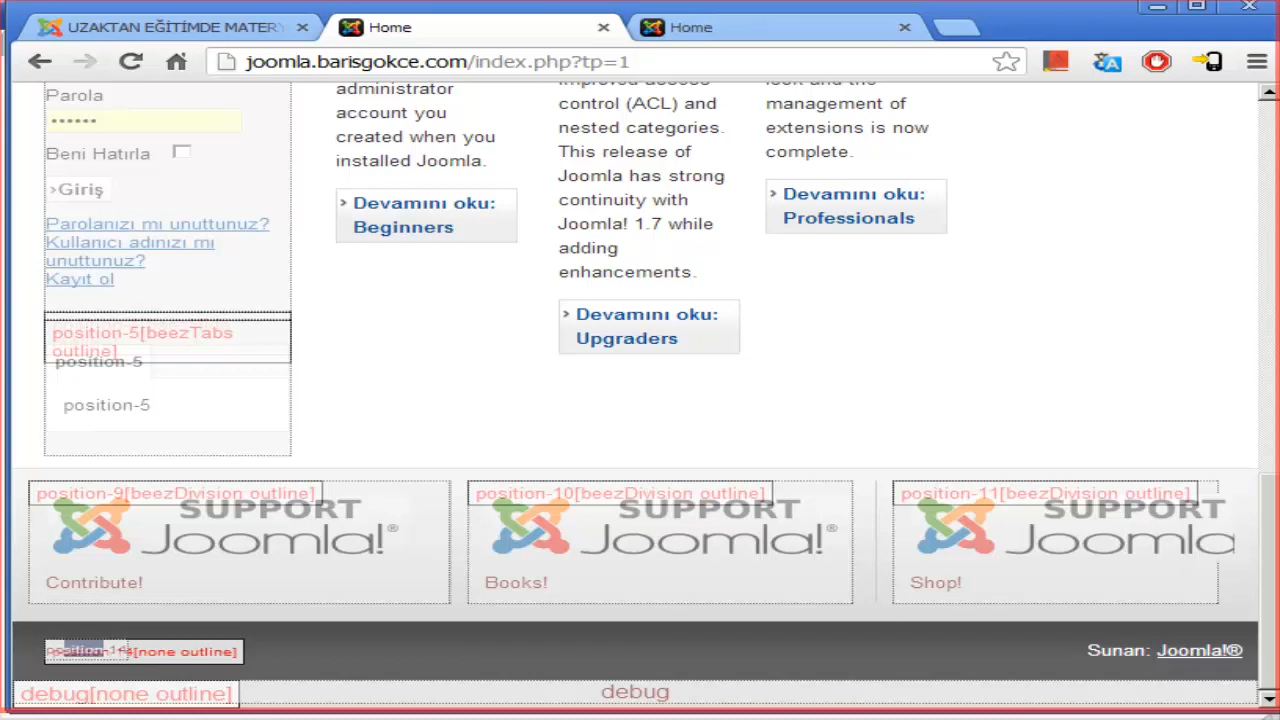 UZAKTAN EĞİTİMDE MATERY
Home
Home
joomla.barisgokce.com/index.php?tp=1
Parola
••••••
Beni Hatırla
›Giriş
Parolanızı mı unuttunuz?
Kullanıcı adınızı mı
unuttunuz?
Kayıt ol
position-5[beezTabs
outline]
position-5
position-5
administrator
account you
created when you
installed Joomla.
› Devamını oku:
Beginners
control (ACL) and
nested categories.
This release of
Joomla has strong
continuity with
Joomla! 1.7 while
adding
enhancements.
› Devamını oku:
Upgraders
management of
extensions is now
complete.
› Devamını oku:
Professionals
position-9[beezDivision outline]
SUPPORT
Joomla!®
Contribute!
position-10[beezDivision outline]
SUPPORT
Joomla!®
Books!
position-11[beezDivision outline]
SUPPORT
Joomla
Shop!
position-14[none outline]
Sunan: Joomla!®
debug[none outline]
debug